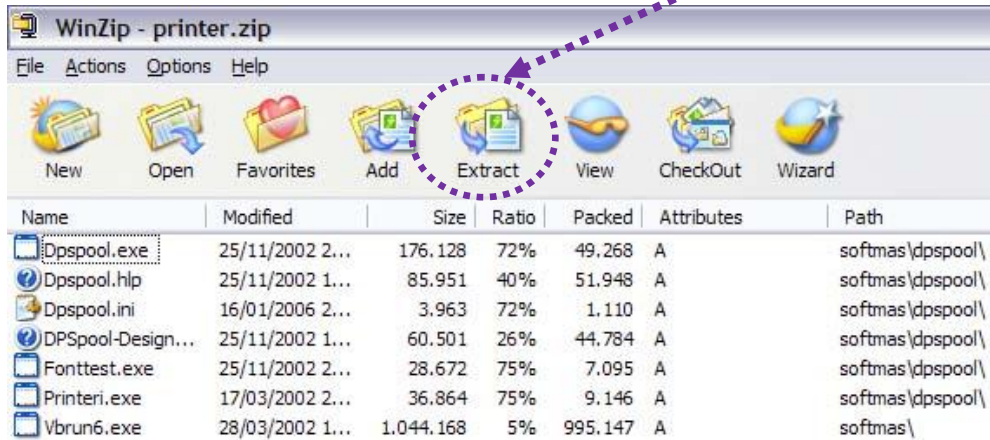 WinZip - printer.zip
File Actions Options Help
New Open Favorites Add Extract View CheckOut Wizard
Name Modified Size Ratio Packed Attributes Path
Dpspool.exe 25/11/2002 2... 176.128 72% 49.268 A softmas\dpspool\
Dpspool.hlp 25/11/2002 1... 85.951 40% 51.948 A softmas\dpspool\
Dpspool.ini 16/01/2006 2... 3.963 72% 1.110 A softmas\dpspool\
DPSpool-Design... 25/11/2002 1... 60.501 26% 44.784 A softmas\dpspool\
Fonttest.exe 25/11/2002 2... 28.672 75% 7.095 A softmas\dpspool\
Printeri.exe 17/03/2002 2... 36.864 75% 9.146 A softmas\dpspool\
Vbrun6.exe 28/03/2002 1... 1.044.168 5% 995.147 A softmas\